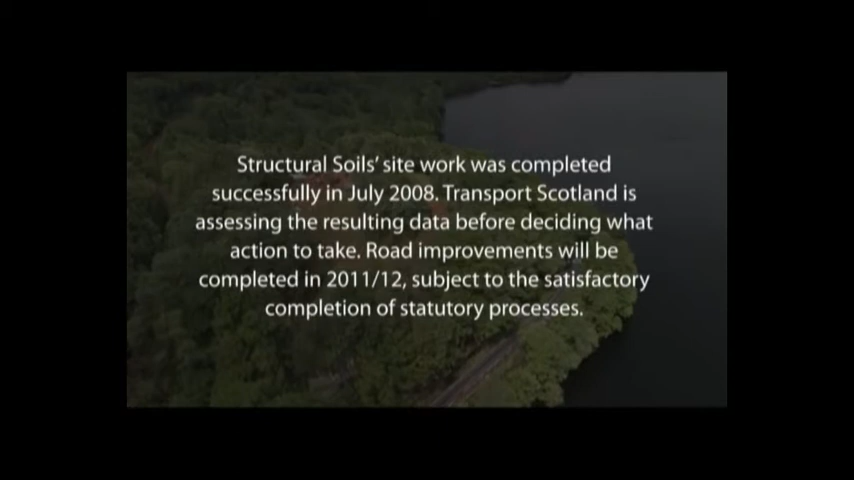 Structural Soils' site work was completed
successfully in July 2008. Transport Scotland is
assessing the resulting data before deciding what
action to take. Road improvements will be
completed in 2011/12, subject to the satisfactory
completion of statutory processes.